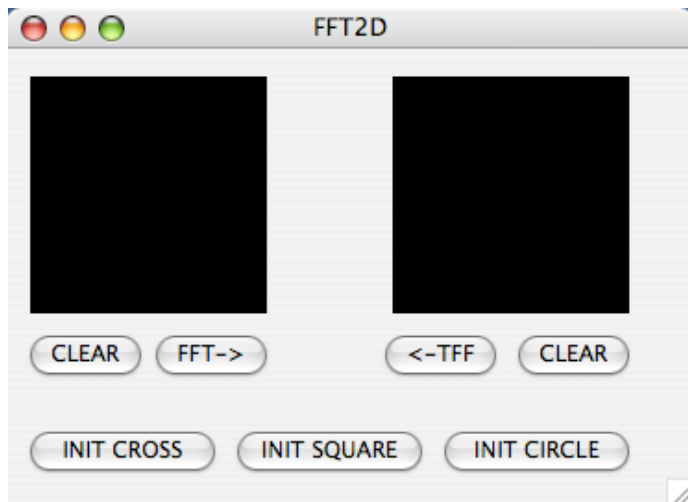 FFT2D
CLEAR FFT-> <-TFF CLEAR
INIT CROSS INIT SQUARE INIT CIRCLE